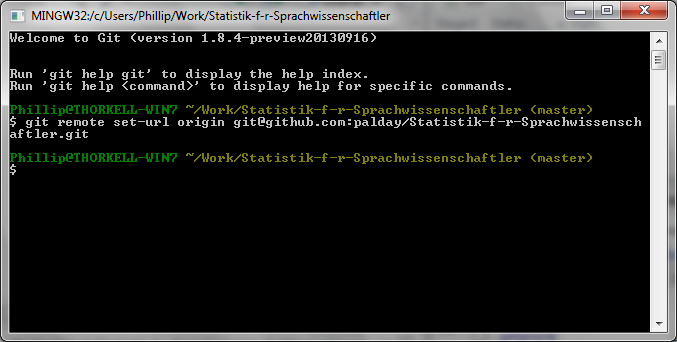 MINGW32:/c/Users/Phillip/Work/Statistik-f-r-Sprachwissenschaftler
Welcome to Git (version 1.8.4-preview20130916)
Run 'git help git' to display the help index.
Run 'git help <command>' to display help for specific commands.
Phillip@THORKELL-WIN7 ~/Work/Statistik-f-r-Sprachwissenschaftler (master)
$ git remote set-url origin git@github.com:palday/Statistik-f-r-Sprachwissensch
aftler.git
Phillip@THORKELL-WIN7 ~/Work/Statistik-f-r-Sprachwissenschaftler (master)
$